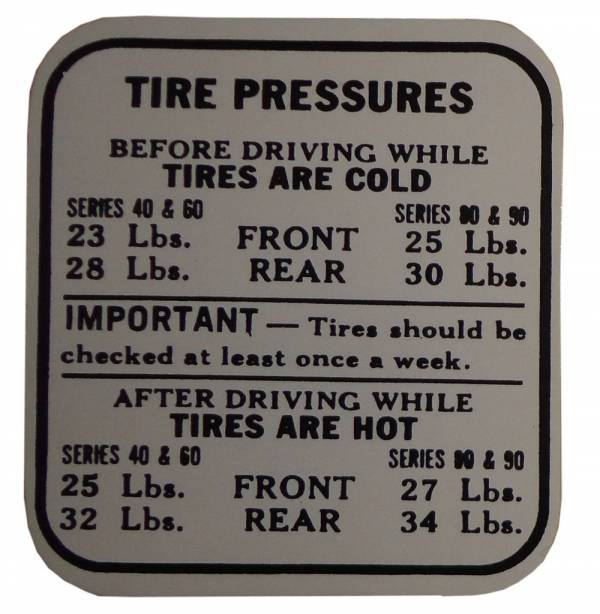 TIRE PRESSURES
BEFORE DRIVING WHILE
TIRES ARE COLD
SERIES 40 & 60 SERIES & 90
23 Lbs. FRONT 25 Lbs.
28 Lbs. REAR 30 Lbs.
IMPORTANT — Tires should be
checked at least once a week.
AFTER DRIVING WHILE
TIRES ARE HOT
SERIES 40 & 60 SERIES & 90
25 Lbs. FRONT 27 Lbs.
32 Lbs. REAR 34 Lbs.